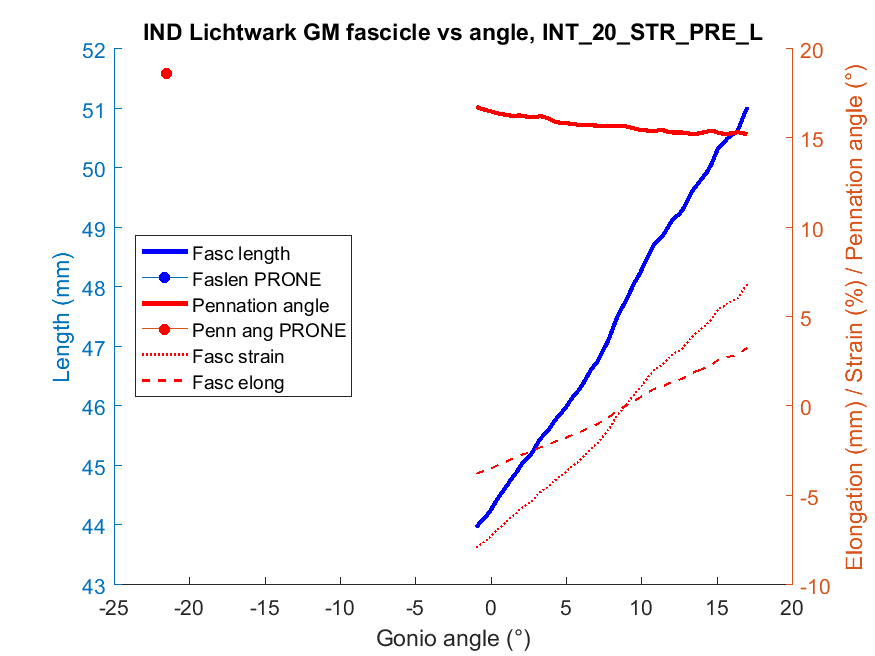 IND Lichtwark GM fascicle vs angle, INT_20_STR_PRE_L
52
51
50
49
48
47
46
45
44
43
Length (mm)
20
15
10
5
0
-5
-10
Elongation (mm) / Strain (%) / Pennation angle (°)
Fasc length
Faslen PRONE
Pennation angle
Penn ang PRONE
Fasc strain
Fasc elong
-25 -20 -15 -10 -5 0 5 10 15 20
Gonio angle (°)